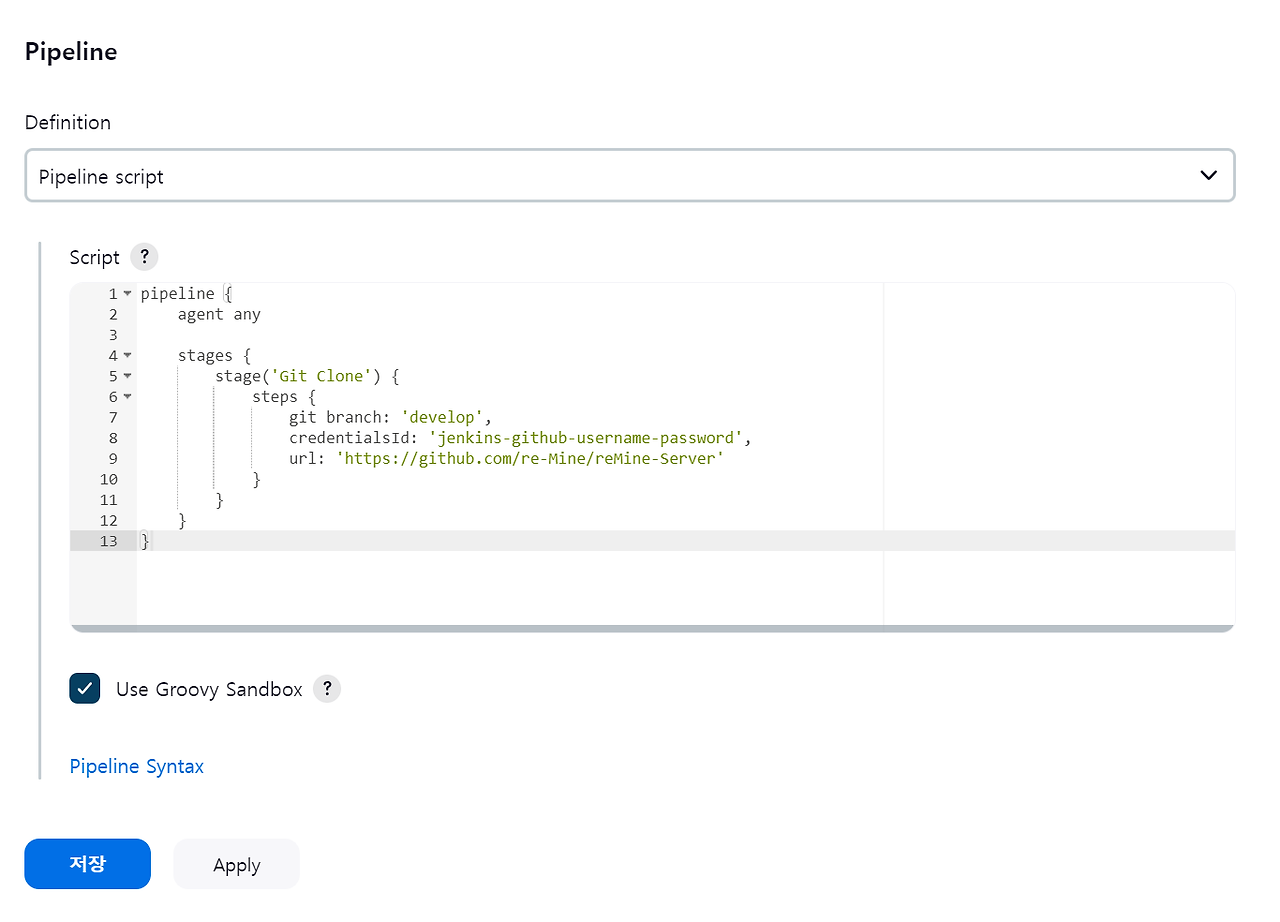 Pipeline
Definition
Pipeline script
Script ?
1 pipeline {
2     agent any
3
4     stages {
5         stage('Git Clone') {
6             steps {
7                 git branch: 'develop',
8                 credentialsId: 'jenkins-github-username-password',
9                 url: 'https://github.com/re-Mine/reMine-Server'
10             }
11         }
12     }
13 }
Use Groovy Sandbox ?
Pipeline Syntax
저장 Apply